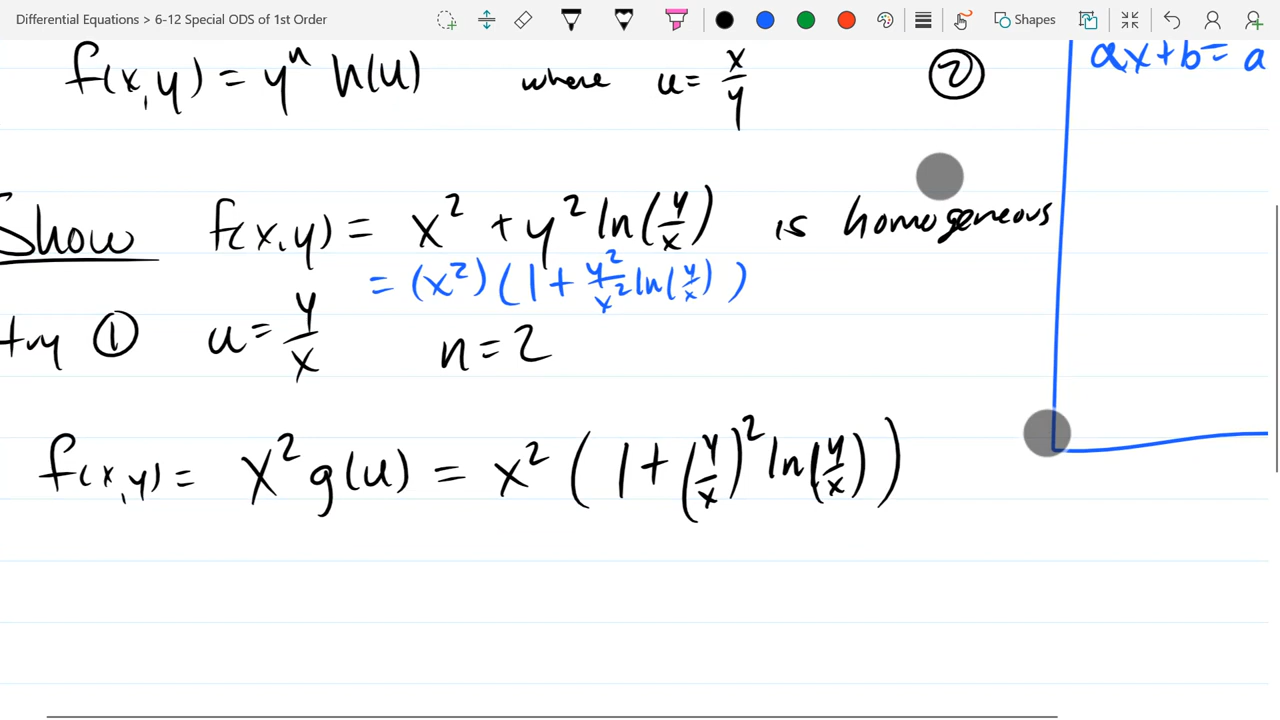 Differential Equations > 6-12 Special ODS of 1st Order
Shapes
f(x,y) = yⁿ h(u) where u = x/y ②
ax+b = a
Show f(x,y) = x² + y² ln(y/x) is homogeneous
= (x²)(1 + y²/x² ln(y/x))
try ① u = y/x n = 2
f(x,y) = x² g(u) = x² (1 + (y/x)² ln(y/x))